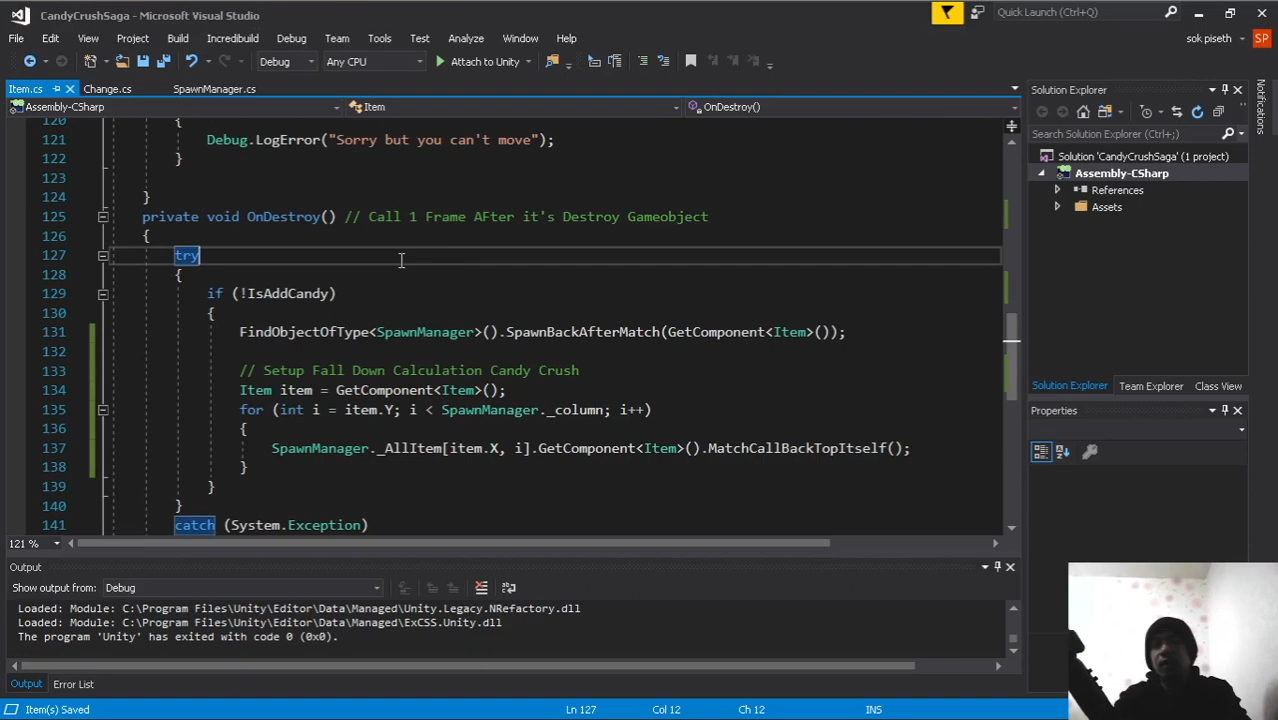 CandyCrushSaga - Microsoft Visual Studio
Quick Launch (Ctrl+Q)
File Edit View Project Build Incredibuild Debug Team Tools Test Analyze Window Help
sok piseth SP
Debug Any CPU Attach to Unity
Item.cs Change.cs SpawnManager.cs
Assembly-CSharp Item OnDestroy()
120 {
121 Debug.LogError("Sorry but you can't move");
122 }
123
124 }
125 private void OnDestroy() // Call 1 Frame AFter it's Destroy Gameobject
126 {
127 try
128 {
129 if (!IsAddCandy)
130 {
131 FindObjectOfType<SpawnManager>().SpawnBackAfterMatch(GetComponent<Item>());
132
133 // Setup Fall Down Calculation Candy Crush
134 Item item = GetComponent<Item>();
135 for (int i = item.Y; i < SpawnManager._column; i++)
136 {
137 SpawnManager._AllItem[item.X, i].GetComponent<Item>().MatchCallBackTopItself();
138 }
139 }
140 }
141 catch (System.Exception)
121 %
Output
Show output from: Debug
Loaded: Module: C:\Program Files\Unity\Editor\Data\Managed\Unity.Legacy.NRefactory.dll
Loaded: Module: C:\Program Files\Unity\Editor\Data\Managed\ExCSS.Unity.dll
The program 'Unity' has exited with code 0 (0x0).
Output Error List
Item(s) Saved Ln 127 Col 12 Ch 12 INS
Solution Explorer
Search Solution Explorer (Ctrl+;)
Solution 'CandyCrushSaga' (1 project)
Assembly-CSharp
References
Assets
Solution Explorer Team Explorer Class View
Properties
Notifications